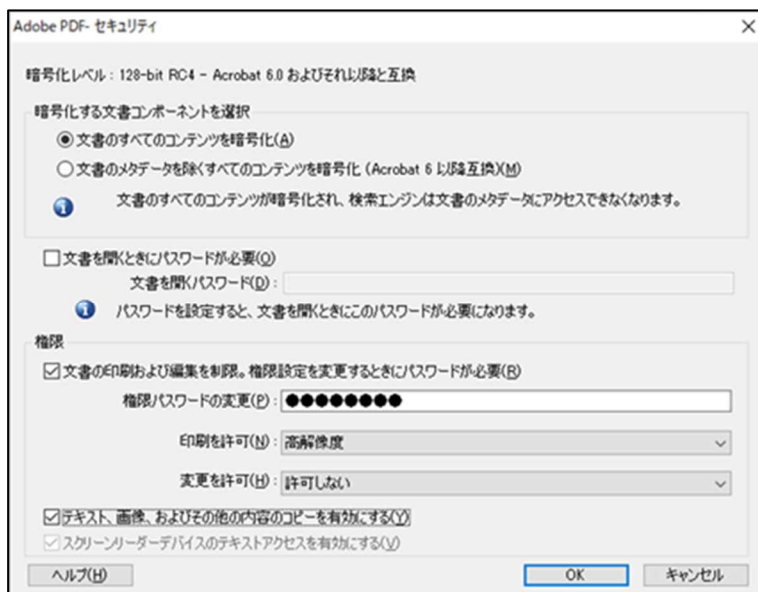 Adobe PDF- セキュリティ
暗号化レベル : 128-bit RC4 - Acrobat 6.0 およびそれ以降と互換
暗号化する文書コンポーネントを選択
文書のすべてのコンテンツを暗号化(A)
文書のメタデータを除くすべてのコンテンツを暗号化 (Acrobat 6 以降互換)(M)
文書のすべてのコンテンツが暗号化され、検索エンジンは文書のメタデータにアクセスできなくなります。
文書を開くときにパスワードが必要(O)
文書を開くパスワード(D) :
パスワードを設定すると、文書を開くときにこのパスワードが必要になります。
権限
文書の印刷および編集を制限。権限設定を変更するときにパスワードが必要(R)
権限パスワードの変更(P) : ●●●●●●●●
印刷を許可(N) : 高解像度
変更を許可(H) : 許可しない
テキスト、画像、およびその他の内容のコピーを有効にする(Y)
スクリーンリーダーデバイスのテキストアクセスを有効にする(V)
ヘルプ(H) OK キャンセル